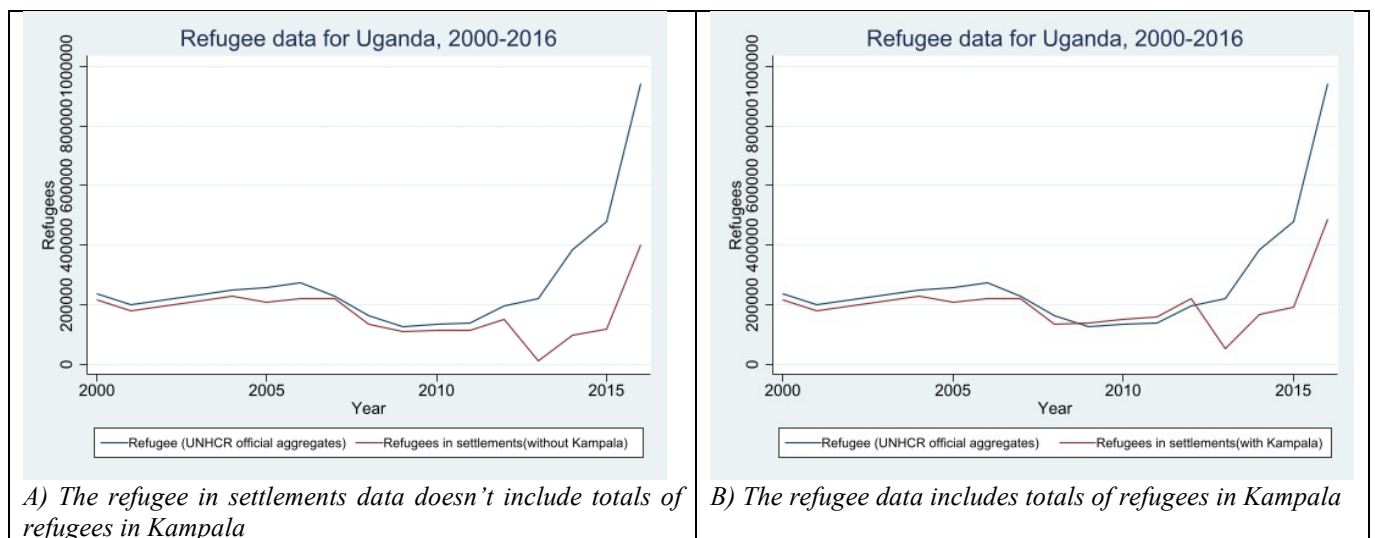 Refugee data for Uganda, 2000-2016
Refugees
0 200000 400000 600000 800000 1000000
2000 2005 2010 2015
Year
Refugee (UNHCR official aggregates) Refugees in settlements(without Kampala)
A) The refugee in settlements data doesn’t include totals of
refugees in Kampala
Refugee data for Uganda, 2000-2016
Refugees
0 200000 400000 600000 800000 1000000
2000 2005 2010 2015
Year
Refugee (UNHCR official aggregates) Refugees in settlements(with Kampala)
B) The refugee data includes totals of refugees in Kampala